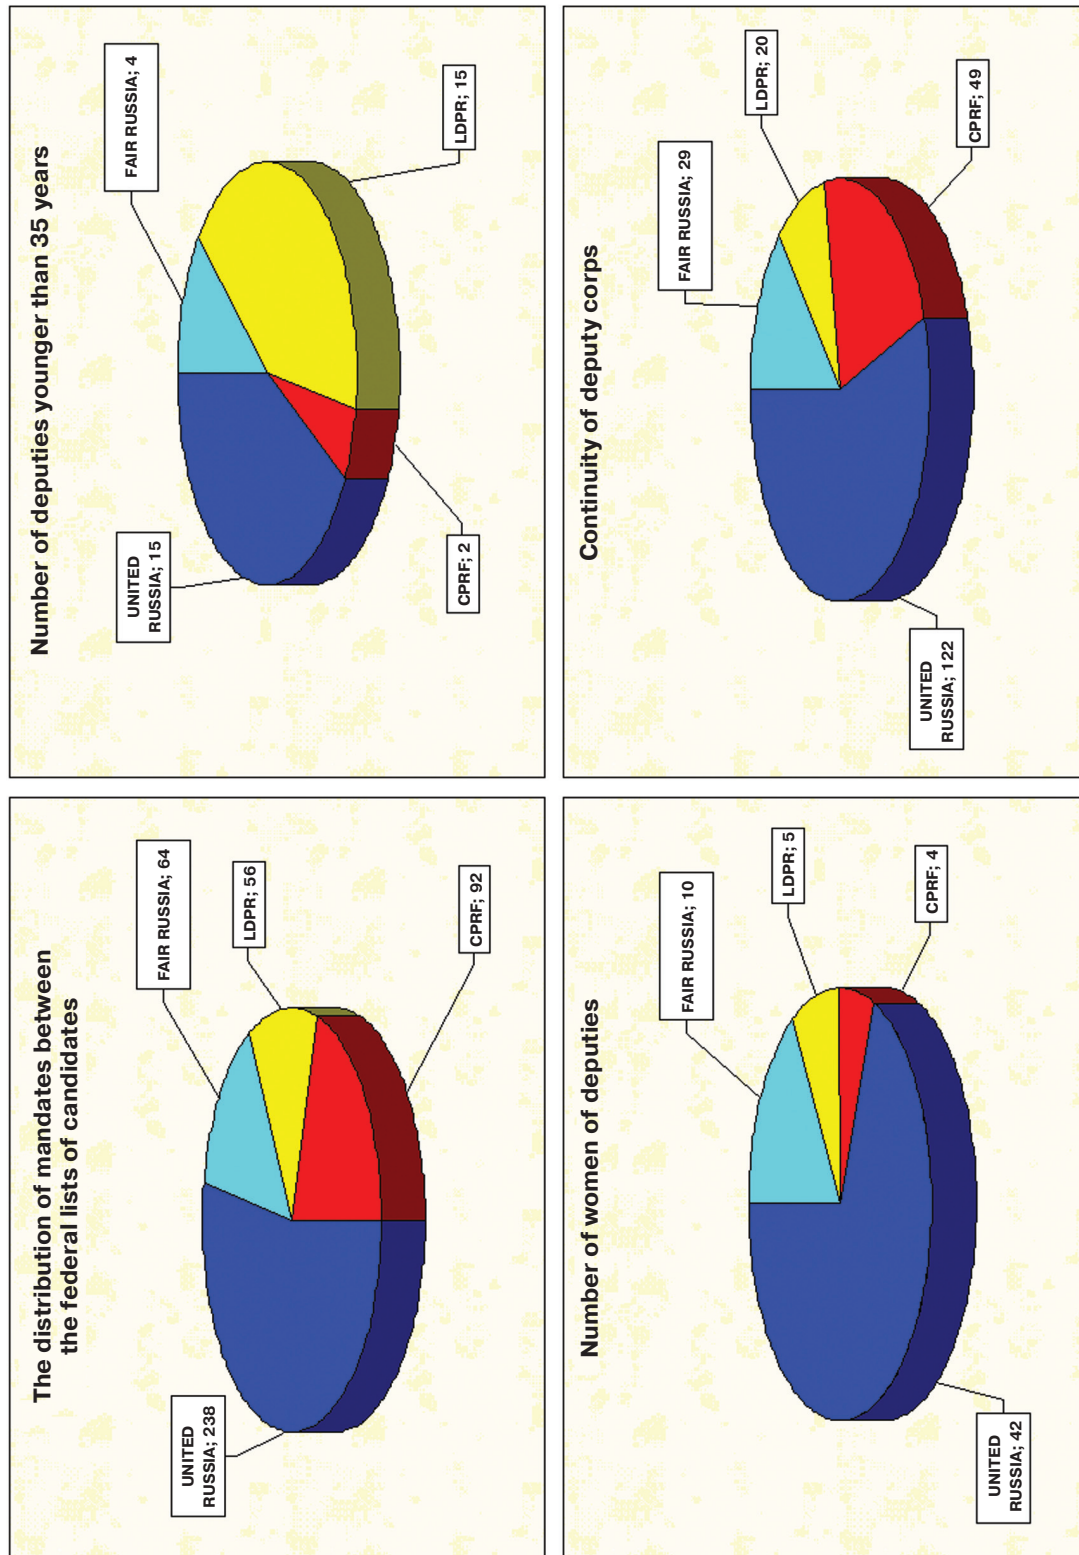 The distribution of mandates between
the federal lists of candidates
UNITED
RUSSIA; 238
FAIR RUSSIA; 64
LDPR; 56
CPRF; 92
Number of deputies younger than 35 years
UNITED
RUSSIA; 15
FAIR RUSSIA; 4
LDPR; 15
CPRF; 2
Number of women of deputies
UNITED
RUSSIA; 42
FAIR RUSSIA; 10
LDPR; 5
CPRF; 4
Continuity of deputy corps
UNITED
RUSSIA; 122
FAIR RUSSIA; 29
LDPR; 20
CPRF; 49